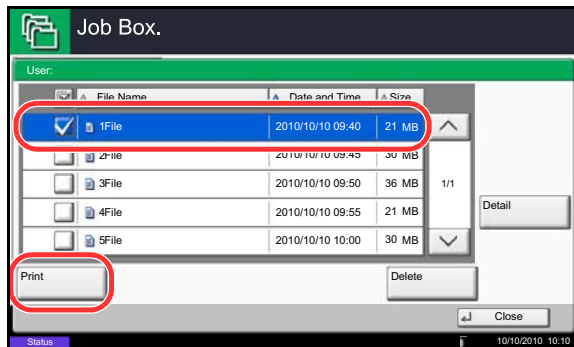 Job Box.
User:
File Name Date and Time Size
1File 2010/10/10 09:40 21 MB
2File 2010/10/10 09:45 30 MB
3File 2010/10/10 09:50 36 MB 1/1
4File 2010/10/10 09:55 21 MB Detail
5File 2010/10/10 10:00 30 MB
Print Delete
Close
Status 10/10/2010 10:10